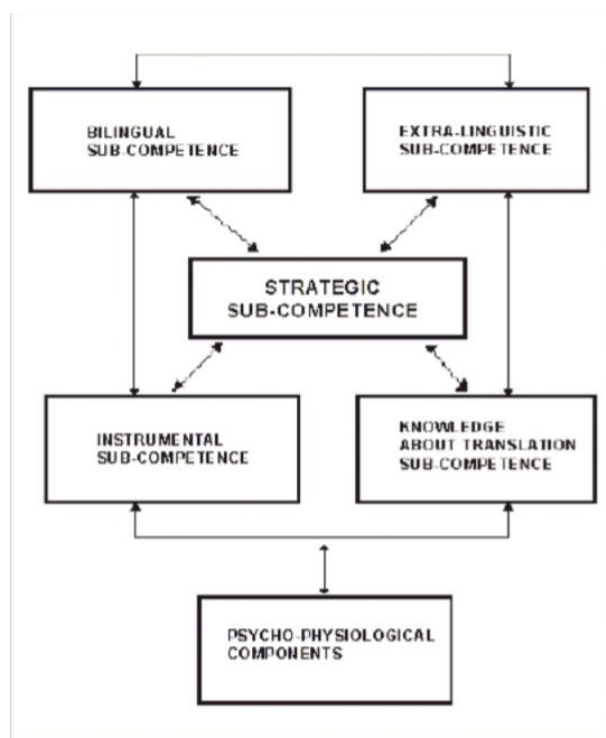 BILINGUAL
SUB-COMPETENCE
EXTRA-LINGUISTIC
SUB-COMPETENCE
STRATEGIC
SUB-COMPETENCE
INSTRUMENTAL
SUB-COMPETENCE
KNOWLEDGE
ABOUT TRANSLATION
SUB-COMPETENCE
PSYCHO-PHYSIOLOGICAL
COMPONENTS